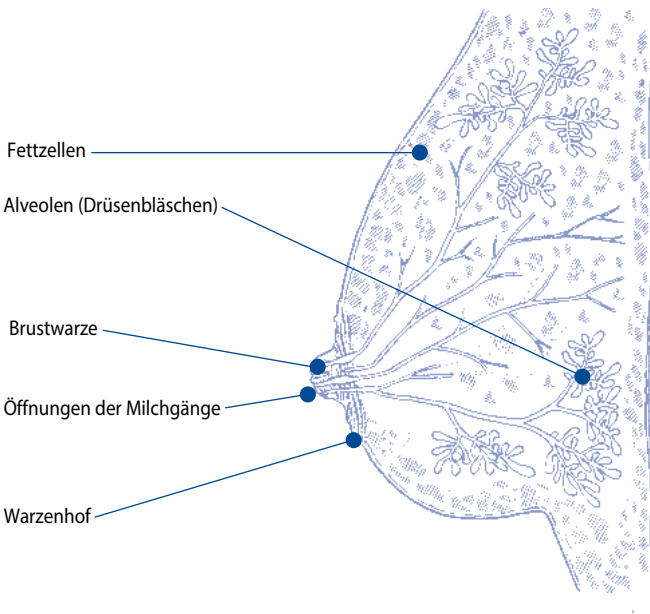 Fettzellen
Alveolen (Drüsenbläschen)
Brustwarze
Öffnungen der Milchgänge
Warzenhof